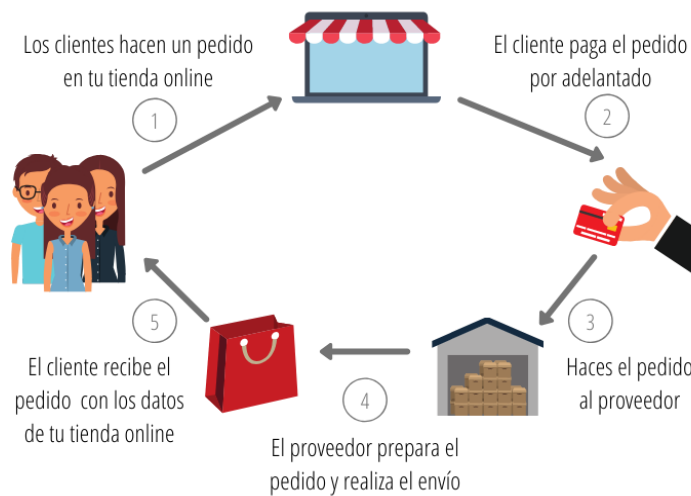 Los clientes hacen un pedido
en tu tienda online
1
El cliente paga el pedido
por adelantado
2
3
Haces el pedido
al proveedor
4
El proveedor prepara el
pedido y realiza el envío
5
El cliente recibe el
pedido con los datos
de tu tienda online